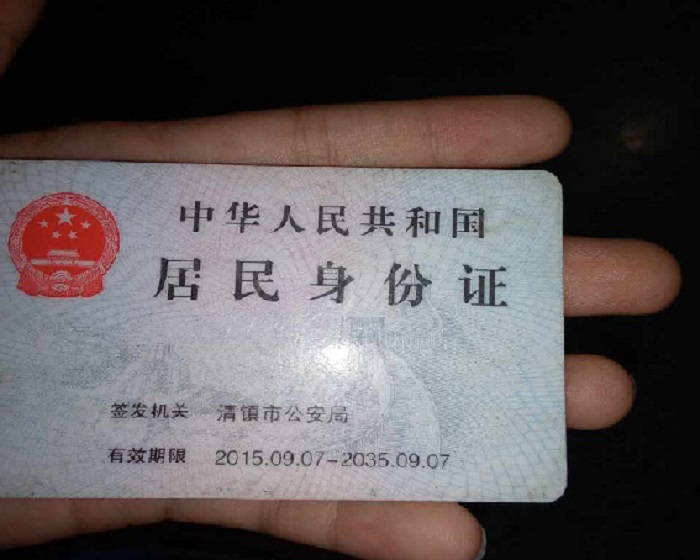 中华人民共和国
居民身份证
签发机关 清镇市公安局
有效期限 2015.09.07-2035.09.07